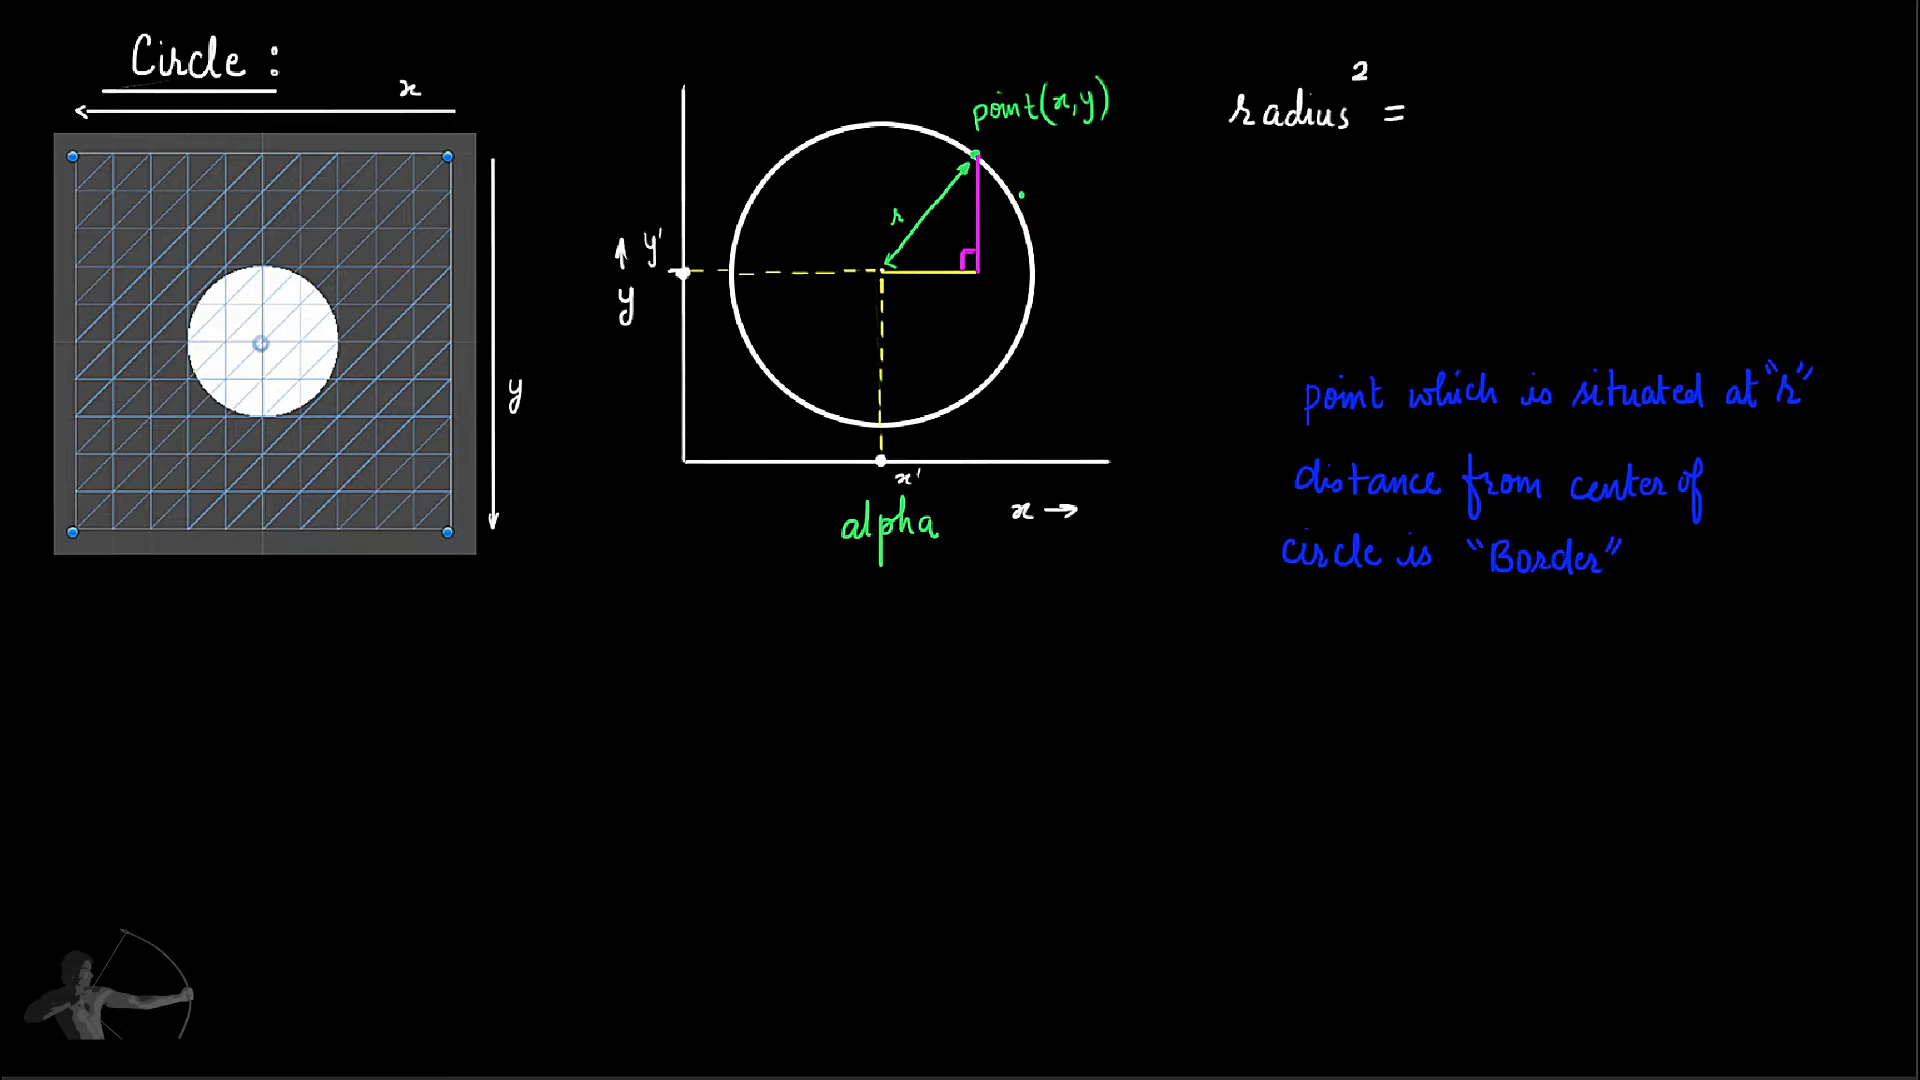 Circle :
x
y
point(x,y)
r
y'
y
x'
alpha
x →
radius² =
point which is situated at "r"
distance from center of
circle is "Border"